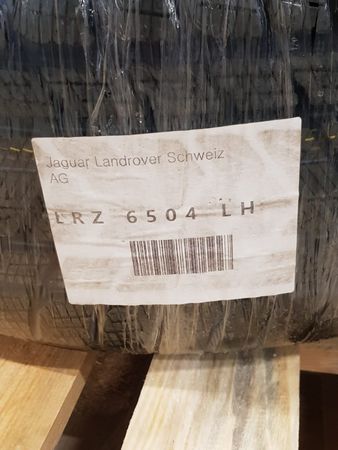 Jaguar Landrover Schweiz
AG
LRZ 6504 LH